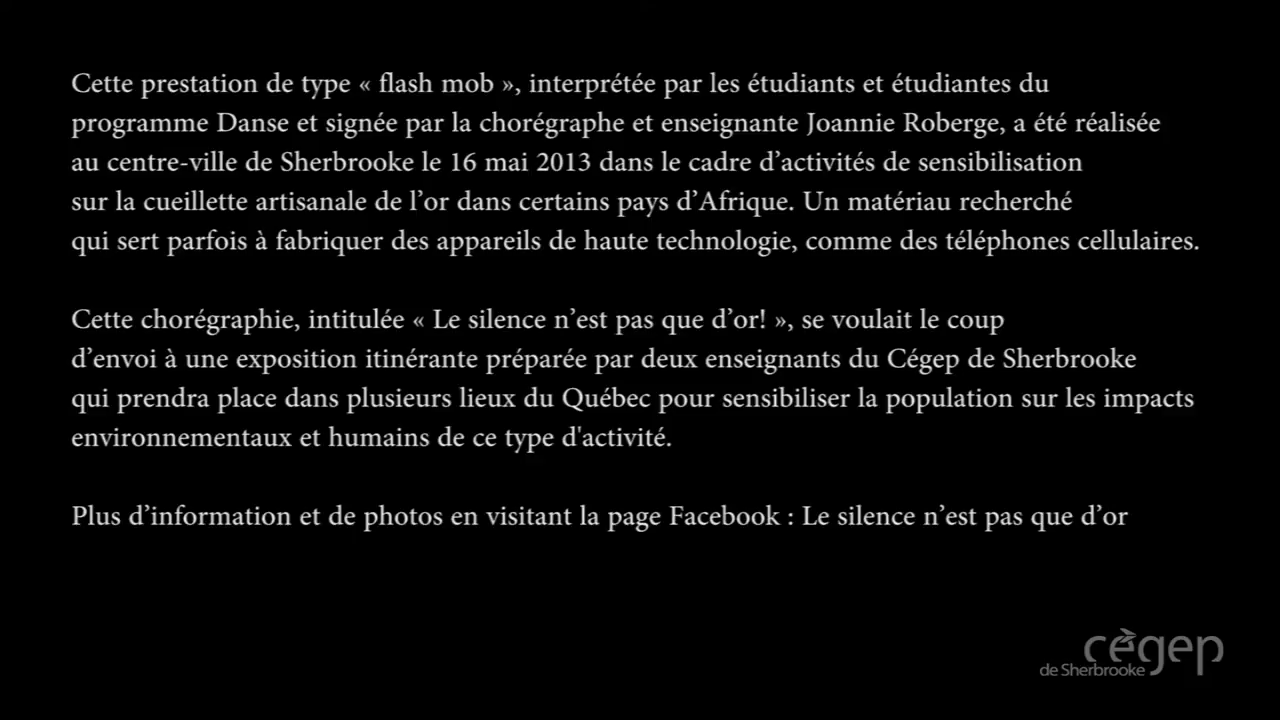 Cette prestation de type « flash mob », interprétée par les étudiants et étudiantes du
programme Danse et signée par la chorégraphe et enseignante Joannie Roberge, a été réalisée
au centre-ville de Sherbrooke le 16 mai 2013 dans le cadre d’activités de sensibilisation
sur la cueillette artisanale de l’or dans certains pays d’Afrique. Un matériau recherché
qui sert parfois à fabriquer des appareils de haute technologie, comme des téléphones cellulaires.
Cette chorégraphie, intitulée « Le silence n’est pas que d’or! », se voulait le coup
d’envoi à une exposition itinérante préparée par deux enseignants du Cégep de Sherbrooke
qui prendra place dans plusieurs lieux du Québec pour sensibiliser la population sur les impacts
environnementaux et humains de ce type d'activité.
Plus d’information et de photos en visitant la page Facebook : Le silence n’est pas que d’or
cégep
de Sherbrooke